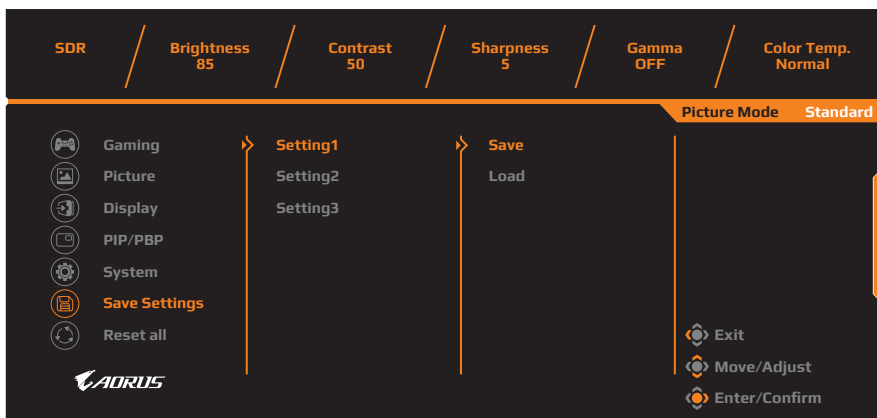 SDR Brightness Contrast Sharpness Gamma Color Temp.
85 50 5 OFF Normal
Picture Mode Standard
Gaming Setting1 Save
Picture Setting2 Load
Display Setting3
PIP/PBP
System
Save Settings
Reset all
Exit
AORUS
Move/Adjust
Enter/Confirm